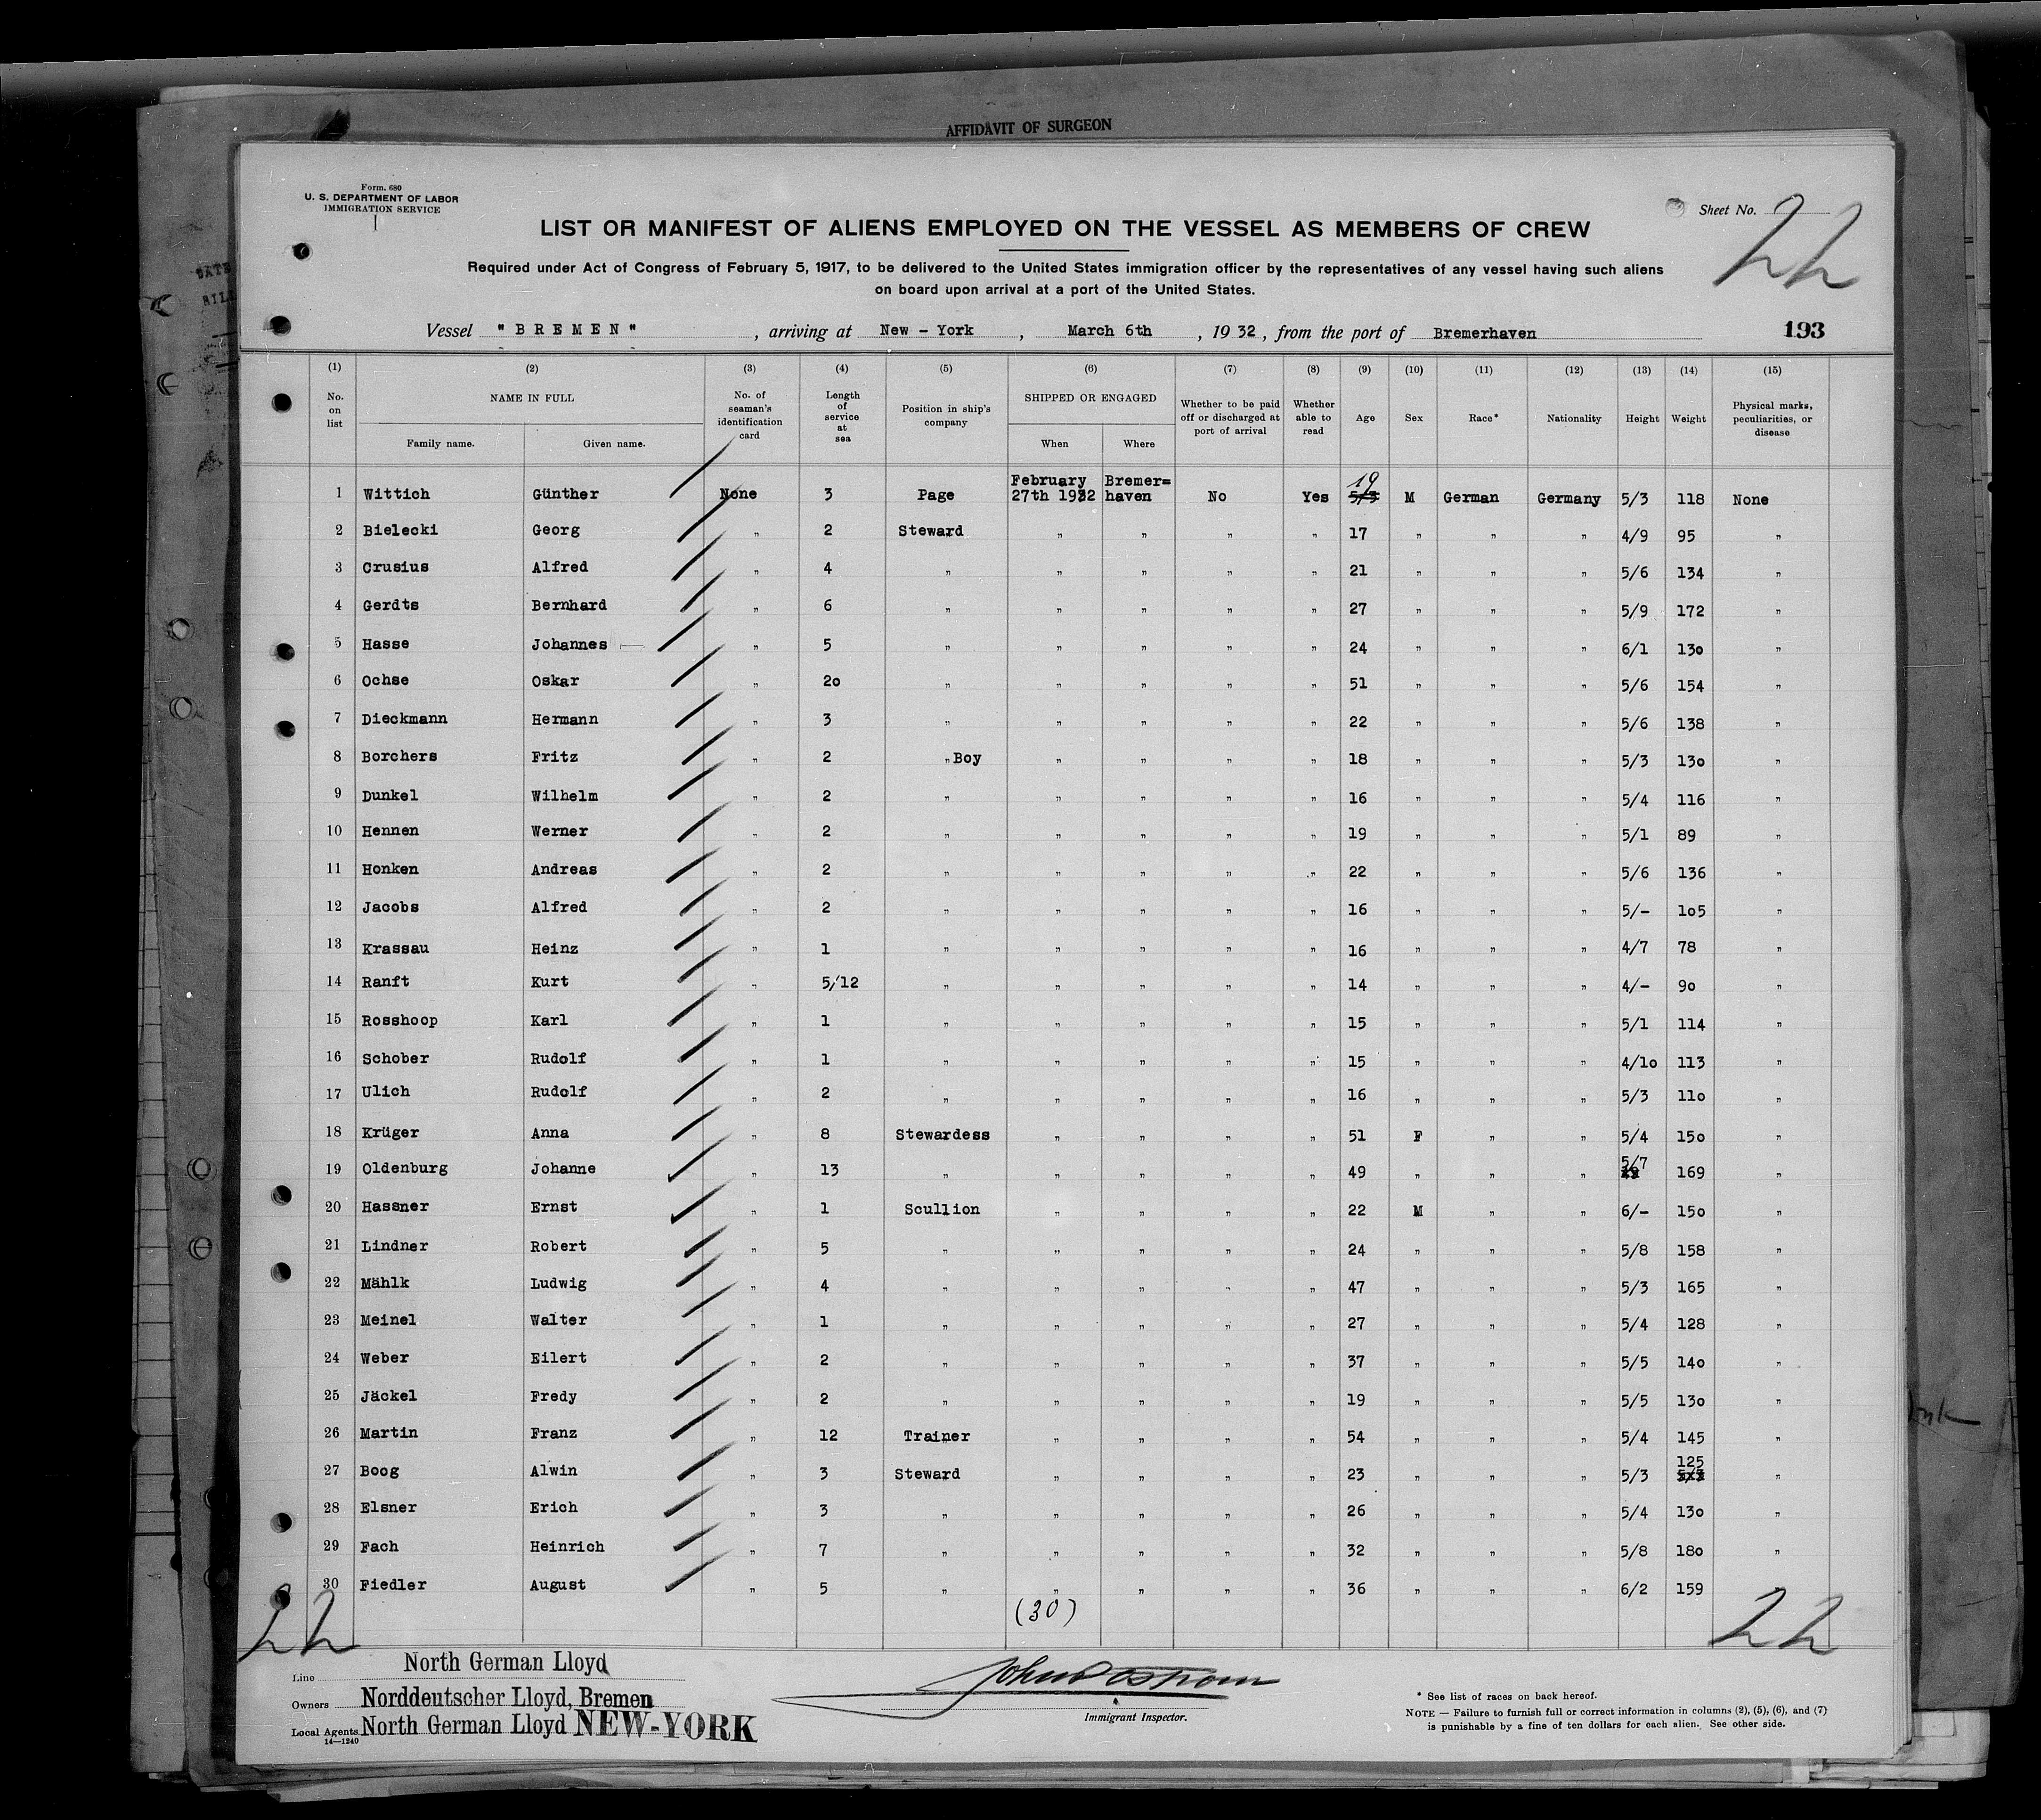 AFFIDAVIT OF SURGEON
Form. 680
U. S. DEPARTMENT OF LABOR
IMMIGRATION SERVICE
Sheet No. 22
LIST OR MANIFEST OF ALIENS EMPLOYED ON THE VESSEL AS MEMBERS OF CREW
Required under Act of Congress of February 5, 1917, to be delivered to the United States immigration officer by the representatives of any vessel having such aliens
on board upon arrival at a port of the United States.
Vessel "BREMEN", arriving at New - York, March 6th, 1932, from the port of Bremerhaven 193
(1) (2) (3) (4) (5) (6) (7) (8) (9) (10) (11) (12) (13) (14) (15)
No. on list NAME IN FULL Family name. Given name. No. of seaman's identification card Length of service at sea Position in ship's company SHIPPED OR ENGAGED When Where Whether to be paid off or discharged at port of arrival Whether able to read Age Sex Race* Nationality Height Weight Physical marks, peculiarities, or disease
1 Wittich Günther None 3 Page February 27th 1932 Bremer=haven No Yes 19 5/3 M German Germany 5/3 118 None
2 Bielecki Georg " 2 Steward " " " " 17 " " " 4/9 95 "
3 Crusius Alfred " 4 " " " " " 21 " " " 5/6 134 "
4 Gerdts Bernhard " 6 " " " " " 27 " " " 5/9 172 "
5 Hasse Johannes " 5 " " " " " 24 " " " 6/1 130 "
6 Ochse Oskar " 20 " " " " " 51 " " " 5/6 154 "
7 Dieckmann Hermann " 3 " " " " " 22 " " " 5/6 138 "
8 Borchers Fritz " 2 " Boy " " " " 18 " " " 5/3 130 "
9 Dunkel Wilhelm " 2 " " " " " 16 " " " 5/4 116 "
10 Hennen Werner " 2 " " " " " 19 " " " 5/1 89 "
11 Honken Andreas " 2 " " " " " 22 " " " 5/6 136 "
12 Jacobs Alfred " 2 " " " " " 16 " " " 5/- 105 "
13 Krassau Heinz " 1 " " " " " 16 " " " 4/7 78 "
14 Ranft Kurt " 5/12 " " " " " 14 " " " 4/- 90 "
15 Rosshoop Karl " 1 " " " " " 15 " " " 5/1 114 "
16 Schober Rudolf " 1 " " " " " 15 " " " 4/10 113 "
17 Ulich Rudolf " 2 " " " " " 16 " " " 5/3 110 "
18 Krüger Anna " 8 Stewardess " " " " 51 F " " 5/4 150 "
19 Oldenburg Johanne " 13 " " " " " 49 " " " 5/7 169 "
20 Hassner Ernst " 1 Scullion " " " " 22 M " " 6/- 150 "
21 Lindner Robert " 5 " " " " " 24 " " " 5/8 158 "
22 Mählk Ludwig " 4 " " " " " 47 " " " 5/3 165 "
23 Meinel Walter " 1 " " " " " 27 " " " 5/4 128 "
24 Weber Eilert " 2 " " " " " 37 " " " 5/5 140 "
25 Jäckel Fredy " 2 " " " " " 19 " " " 5/5 130 "
26 Martin Franz " 12 Trainer " " " " 54 " " " 5/4 145 "
27 Boog Alwin " 3 Steward " " " " 23 " " " 5/3 125 "
28 Elsner Erich " 3 " " " " " 26 " " " 5/4 130 "
29 Fach Heinrich " 7 " " " " " 32 " " " 5/8 180 "
30 Fiedler August " 5 " " " " " 36 " " " 6/2 159 "
(30)
22 22
Line North German Lloyd
Owners Norddeutscher Lloyd, Bremen
Local Agents North German Lloyd NEW-YORK
14—1240
Immigrant Inspector.
* See list of races on back hereof.
NOTE — Failure to furnish full or correct information in columns (2), (5), (6), and (7)
is punishable by a fine of ten dollars for each alien. See other side.